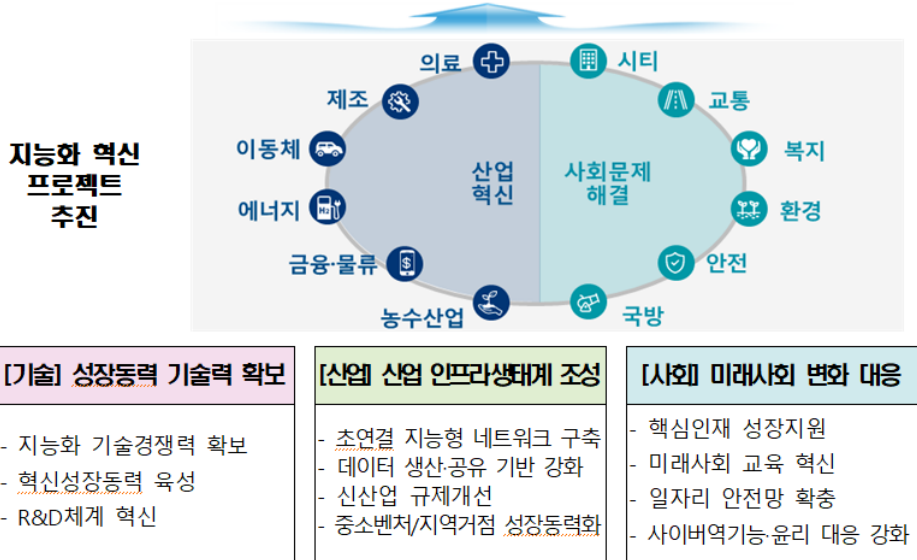 지능화 혁신
프로젝트
추진
의료
제조
이동체
에너지
금융·물류
농수산업
산업
혁신
사회문제
해결
시티
교통
복지
환경
안전
국방
[기술] 성장동력 기술력 확보
- 지능화 기술경쟁력 확보
- 혁신성장동력 육성
- R&D체계 혁신
[산업] 산업 인프라생태계 조성
- 초연결 지능형 네트워크 구축
- 데이터 생산·공유 기반 강화
- 신산업 규제개선
- 중소벤처/지역거점 성장동력화
[사회] 미래사회 변화 대응
- 핵심인재 성장지원
- 미래사회 교육 혁신
- 일자리 안전망 확충
- 사이버역기능·윤리 대응 강화